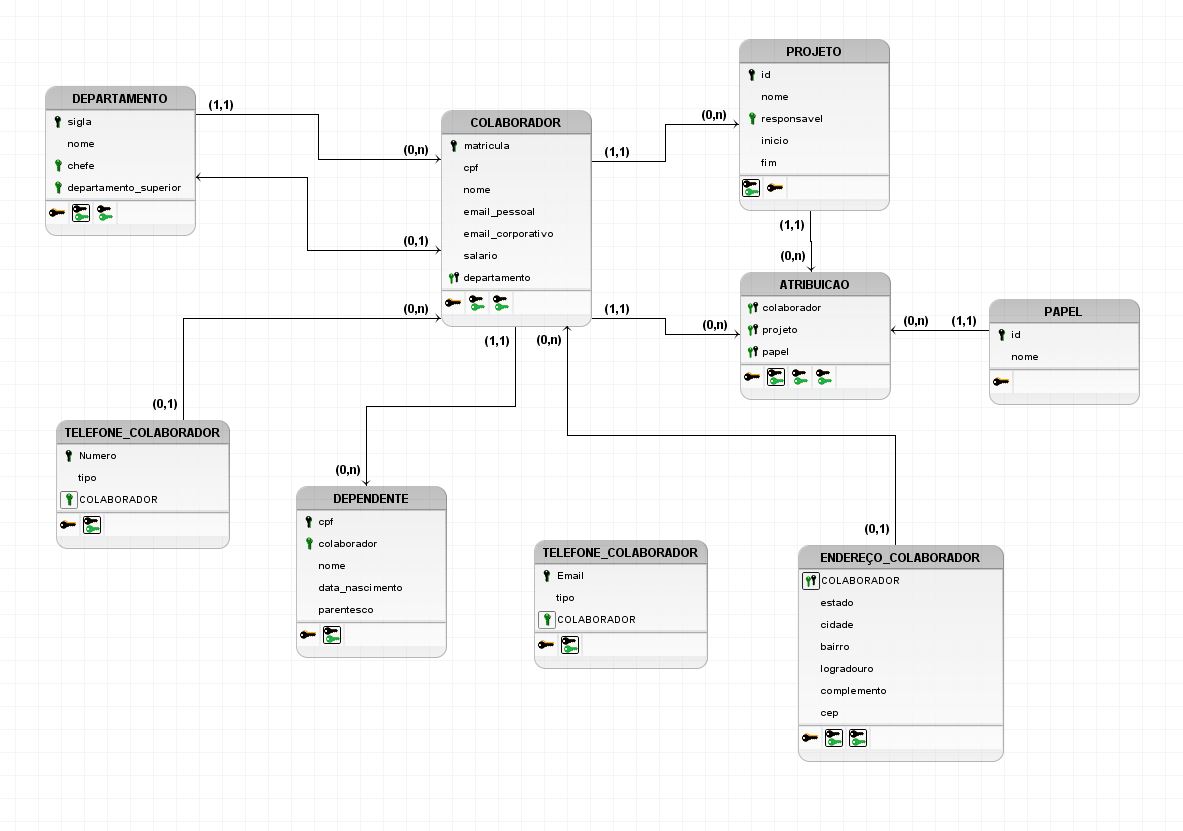 DEPARTAMENTO
sigla
nome
chefe
departamento_superior
(1,1)
(0,n)
(0,1)
COLABORADOR
matricula
cpf
nome
email_pessoal
email_corporativo
salario
departamento
(1,1)
(0,n)
PROJETO
id
nome
responsavel
inicio
fim
(1,1)
(0,n)
ATRIBUICAO
colaborador
projeto
papel
(1,1)
(0,n)
(0,n)
(1,1)
PAPEL
id
nome
(0,n)
(0,1)
TELEFONE_COLABORADOR
Numero
tipo
COLABORADOR
(1,1)
(0,n)
DEPENDENTE
cpf
colaborador
nome
data_nascimento
parentesco
TELEFONE_COLABORADOR
Email
tipo
COLABORADOR
(0,n)
(0,1)
ENDEREÇO_COLABORADOR
COLABORADOR
estado
cidade
bairro
logradouro
complemento
cep